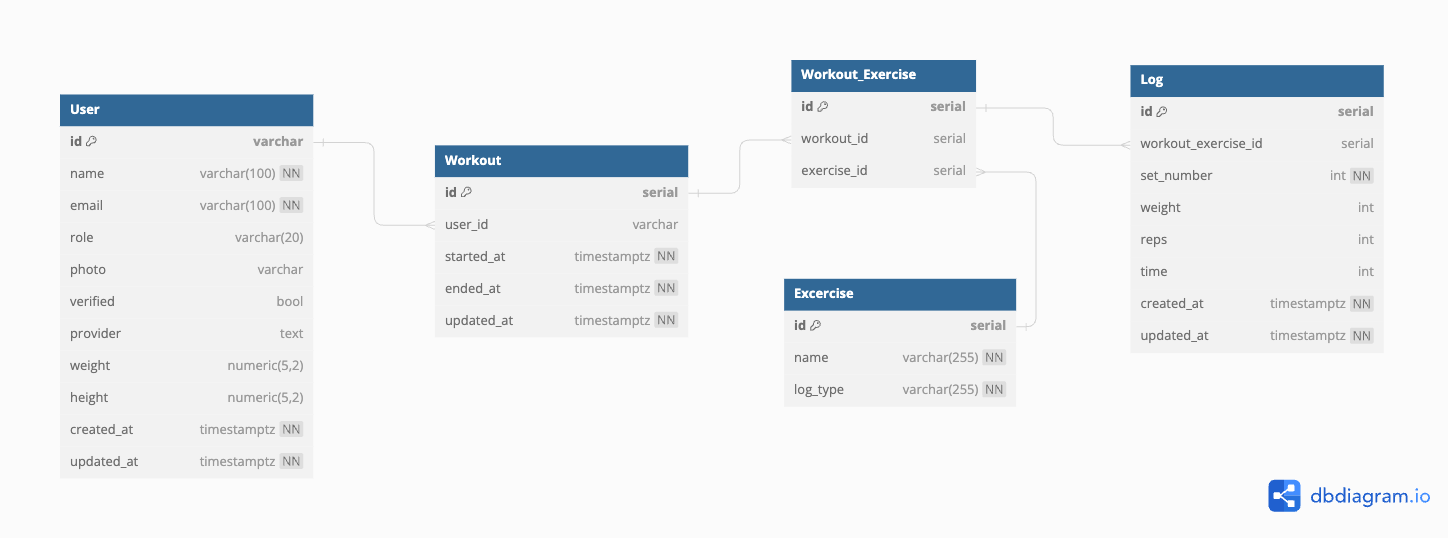 User
id varchar
name varchar(100) NN
email varchar(100) NN
role varchar(20)
photo varchar
verified bool
provider text
weight numeric(5,2)
height numeric(5,2)
created_at timestamptz NN
updated_at timestamptz NN
Workout
id serial
user_id varchar
started_at timestamptz NN
ended_at timestamptz NN
updated_at timestamptz NN
Workout_Exercise
id serial
workout_id serial
exercise_id serial
Excercise
id serial
name varchar(255) NN
log_type varchar(255) NN
Log
id serial
workout_exercise_id serial
set_number int NN
weight int
reps int
time int
created_at timestamptz NN
updated_at timestamptz NN
dbdiagram.io